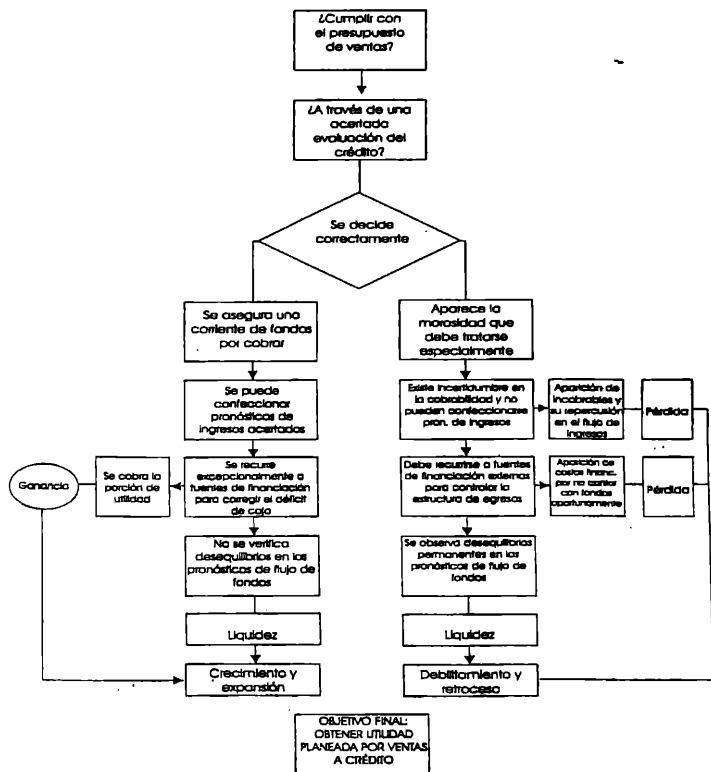 ¿Cumplir con
el presupuesto
de ventas?
¿A través de una
acertada
evaluación del
crédito?
Se decide
correctamente
Se asegura una
corriente de fondos
por cobrar
Aparece la
morosidad que
debe tratarse
especialmente
Se puede
confeccionar
pronósticos de
ingresos acertados
Existe incertidumbre en
la cobrabilidad y no
pueden confeccionarse
pron. de ingresos
Aparición de
incobrables y
su repercusión
en el flujo de
ingresos
Pérdida
Ganancia
Se cobra la
porción de
utilidad
Se recurre
excepcionalmente a
fuentes de financiación
para corregir el déficit
de caja
Debe recurrirse a fuentes
de financiación externas
para controlar la
estructura de egresos
Aparición de
costos financ.
por no contar
con fondos
oportunamente
Pérdida
No se verifica
desequilibrios en los
pronósticos de flujo de
fondos
Se observa desequilibrios
permanentes en los
pronósticos de flujo de
fondos
Liquidez
Liquidez
Crecimiento y
expansión
Debilitamiento y
retroceso
OBJETIVO FINAL:
OBTENER UTILIDAD
PLANEADA POR VENTAS
A CRÉDITO